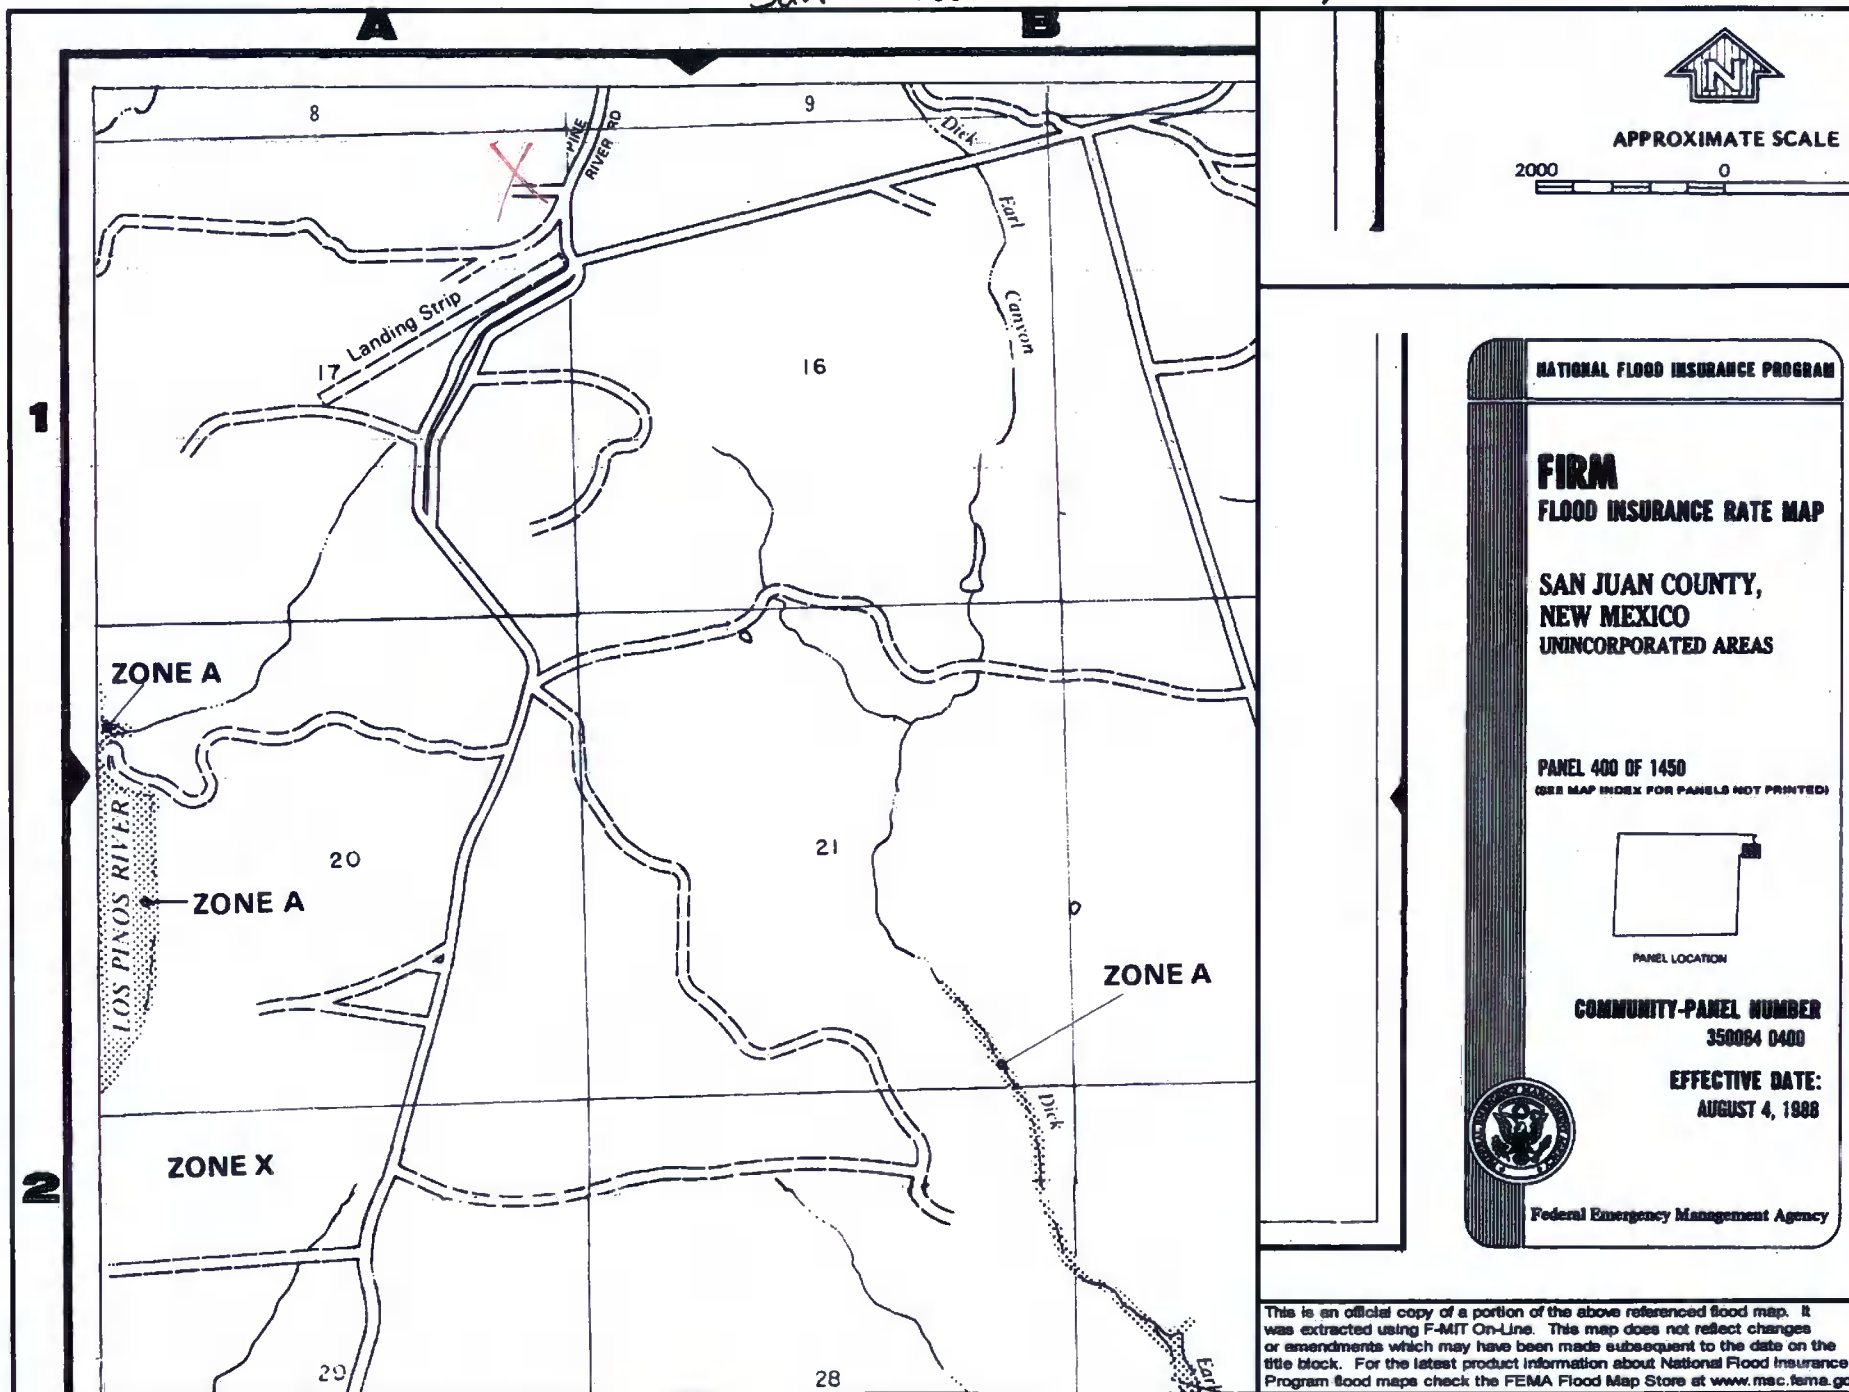 A
B
8
9
PINE
RIVER RD
Dick
Earl
Canyon
Landing Strip
17
16
1
ZONE A
20
21
LOS PINOS RIVER
ZONE A
ZONE A
Dick
ZONE X
2
29
28
Earl
N
APPROXIMATE SCALE
2000 0
NATIONAL FLOOD INSURANCE PROGRAM
FIRM
FLOOD INSURANCE RATE MAP
SAN JUAN COUNTY,
NEW MEXICO
UNINCORPORATED AREAS
PANEL 400 OF 1450
(SEE MAP INDEX FOR PANELS NOT PRINTED)
PANEL LOCATION
COMMUNITY-PANEL NUMBER
350064 0400
EFFECTIVE DATE:
AUGUST 4, 1988
Federal Emergency Management Agency
This is an official copy of a portion of the above referenced flood map. It
was extracted using F-MIT On-Line. This map does not reflect changes
or amendments which may have been made subsequent to the date on the
title block. For the latest product information about National Flood Insurance
Program flood maps check the FEMA Flood Map Store at www.msc.fema.go